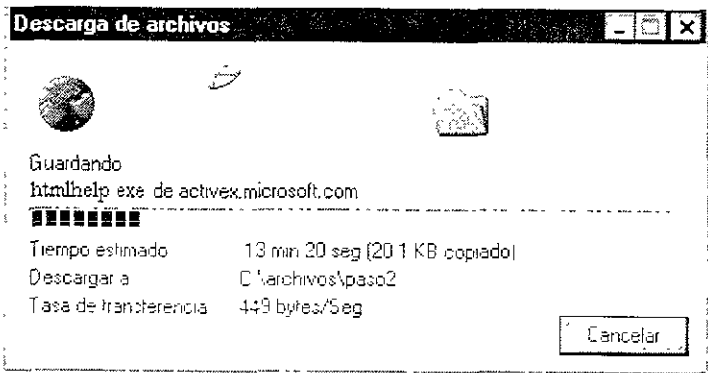 Descarga de archivos
Guardando
htmlhelp exe de activex.microsoft.com
Tiempo estimado 13 min 20 seg (20 1 KB copiado)
Descargar a C \archivos\paso2
Tasa de transferencia 449 bytes/Seg
Cancelar